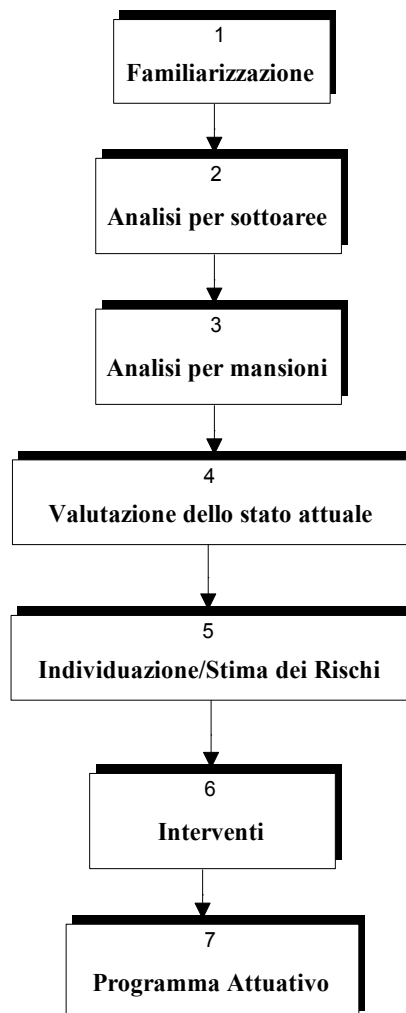 1
Familiarizzazione
2
Analisi per sottoaree
3
Analisi per mansioni
4
Valutazione dello stato attuale
5
Individuazione/Stima dei Rischi
6
Interventi
7
Programma Attuativo